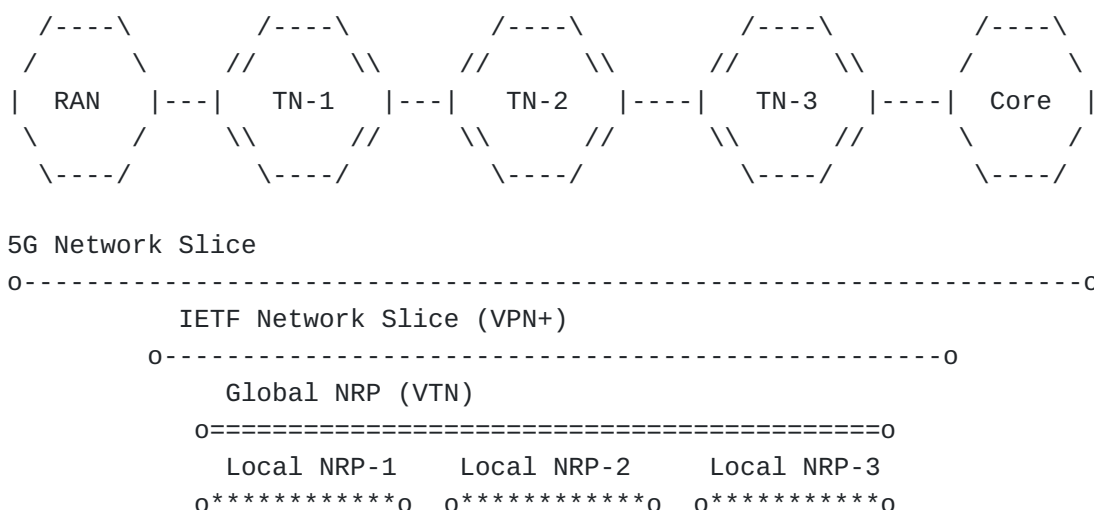 /----\        /----\         /----\          /----\         /----\
 /      \     //      \\     //      \\      //      \\      /      \
|  RAN   |---|   TN-1   |---|   TN-2   |----|   TN-3   |----|  Core  |
 \      /     \\      //     \\      //      \\      //      \      /
  \----/        \----/         \----/          \----/         \----/
5G Network Slice
o--------------------------------------------------------------------o
           IETF Network Slice (VPN+)
         o--------------------------------------------------o
              Global NRP (VTN)
            o===========================================o
              Local NRP-1    Local NRP-2     Local NRP-3
            o************o  o************o  o***********o